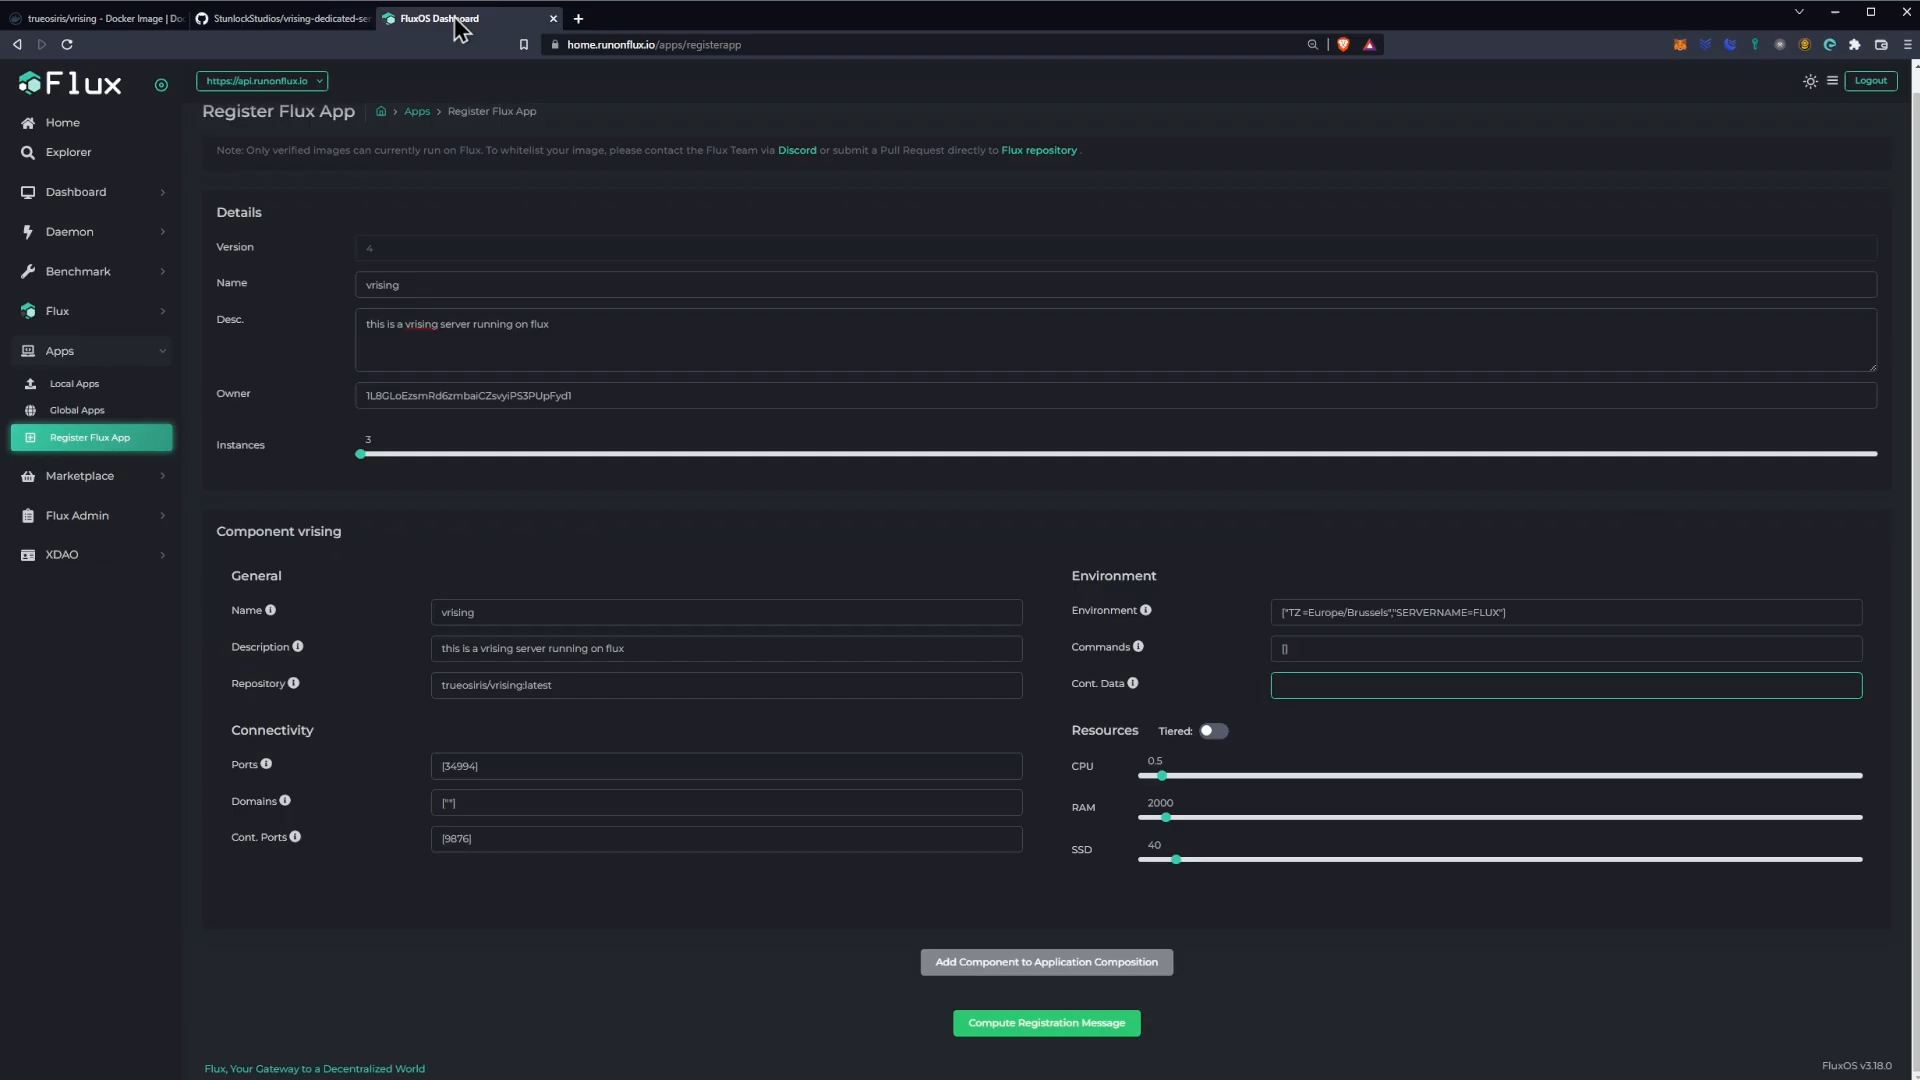 trueosiris/vrising - Docker Image | Do
StunlockStudios/vrising-dedicated-ser
FluxOS Dashboard
home.runonflux.io/apps/registerapp
Flux
https://api.runonflux.io
Logout
Home
Explorer
Dashboard
Daemon
Benchmark
Flux
Apps
Local Apps
Global Apps
Register Flux App
Marketplace
Flux Admin
XDAO
Register Flux App
Apps > Register Flux App
Note: Only verified images can currently run on Flux. To whitelist your image, please contact the Flux Team via Discord or submit a Pull Request directly to Flux repository .
Details
Version
4
Name
vrising
Desc.
this is a vrising server running on flux
Owner
1L8GLoEzsmRd6zmbaiCZsvyiPS3PUpFyd1
Instances
3
Component vrising
General
Name
vrising
Description
this is a vrising server running on flux
Repository
trueosiris/vrising:latest
Connectivity
Ports
[34994]
Domains
[""]
Cont. Ports
[9876]
Environment
Environment
["TZ =Europe/Brussels","SERVERNAME=FLUX"]
Commands
[]
Cont. Data
Resources
Tiered:
CPU
0.5
RAM
2000
SSD
40
Add Component to Application Composition
Compute Registration Message
Flux, Your Gateway to a Decentralized World
FluxOS v3.18.0